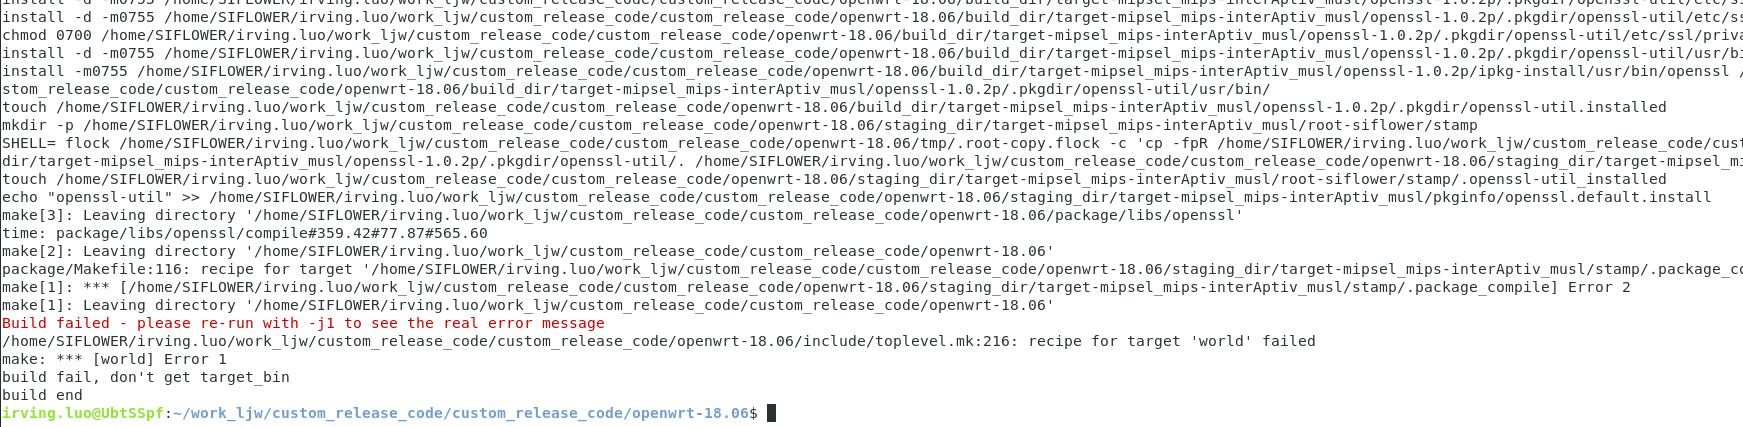 install -d -m0755 /home/SIFLOWER/irving.luo/work_ljw/custom_release_code/custom_release_code/openwrt-18.06/build_dir/target-mipsel_mips-interAptiv_musl/openssl-1.0.2p/.pkgdir/openssl-util/etc/ss
install -d -m0755 /home/SIFLOWER/irving.luo/work_ljw/custom_release_code/custom_release_code/openwrt-18.06/build_dir/target-mipsel_mips-interAptiv_musl/openssl-1.0.2p/.pkgdir/openssl-util/etc/ss
chmod 0700 /home/SIFLOWER/irving.luo/work_ljw/custom_release_code/custom_release_code/openwrt-18.06/build_dir/target-mipsel_mips-interAptiv_musl/openssl-1.0.2p/.pkgdir/openssl-util/etc/ssl/priva
install -d -m0755 /home/SIFLOWER/irving.luo/work_ljw/custom_release_code/custom_release_code/openwrt-18.06/build_dir/target-mipsel_mips-interAptiv_musl/openssl-1.0.2p/.pkgdir/openssl-util/usr/bi
install -m0755 /home/SIFLOWER/irving.luo/work_ljw/custom_release_code/custom_release_code/openwrt-18.06/build_dir/target-mipsel_mips-interAptiv_musl/openssl-1.0.2p/ipkg-install/usr/bin/openssl /
stom_release_code/custom_release_code/openwrt-18.06/build_dir/target-mipsel_mips-interAptiv_musl/openssl-1.0.2p/.pkgdir/openssl-util/usr/bin/
touch /home/SIFLOWER/irving.luo/work_ljw/custom_release_code/custom_release_code/openwrt-18.06/build_dir/target-mipsel_mips-interAptiv_musl/openssl-1.0.2p/.pkgdir/openssl-util.installed
mkdir -p /home/SIFLOWER/irving.luo/work_ljw/custom_release_code/custom_release_code/openwrt-18.06/staging_dir/target-mipsel_mips-interAptiv_musl/root-siflower/stamp
SHELL= flock /home/SIFLOWER/irving.luo/work_ljw/custom_release_code/custom_release_code/openwrt-18.06/tmp/.root-copy.flock -c 'cp -fpR /home/SIFLOWER/irving.luo/work_ljw/custom_release_code/cust
dir/target-mipsel_mips-interAptiv_musl/openssl-1.0.2p/.pkgdir/openssl-util/. /home/SIFLOWER/irving.luo/work_ljw/custom_release_code/custom_release_code/openwrt-18.06/staging_dir/target-mipsel_mi
touch /home/SIFLOWER/irving.luo/work_ljw/custom_release_code/custom_release_code/openwrt-18.06/staging_dir/target-mipsel_mips-interAptiv_musl/root-siflower/stamp/.openssl-util_installed
echo "openssl-util" >> /home/SIFLOWER/irving.luo/work_ljw/custom_release_code/custom_release_code/openwrt-18.06/staging_dir/target-mipsel_mips-interAptiv_musl/pkginfo/openssl.default.install
make[3]: Leaving directory '/home/SIFLOWER/irving.luo/work_ljw/custom_release_code/custom_release_code/openwrt-18.06/package/libs/openssl'
time: package/libs/openssl/compile#359.42#77.87#565.60
make[2]: Leaving directory '/home/SIFLOWER/irving.luo/work_ljw/custom_release_code/custom_release_code/openwrt-18.06'
package/Makefile:116: recipe for target '/home/SIFLOWER/irving.luo/work_ljw/custom_release_code/custom_release_code/openwrt-18.06/staging_dir/target-mipsel_mips-interAptiv_musl/stamp/.package_co
make[1]: *** [/home/SIFLOWER/irving.luo/work_ljw/custom_release_code/custom_release_code/openwrt-18.06/staging_dir/target-mipsel_mips-interAptiv_musl/stamp/.package_compile] Error 2
make[1]: Leaving directory '/home/SIFLOWER/irving.luo/work_ljw/custom_release_code/custom_release_code/openwrt-18.06'
Build failed - please re-run with -j1 to see the real error message
/home/SIFLOWER/irving.luo/work_ljw/custom_release_code/custom_release_code/openwrt-18.06/include/toplevel.mk:216: recipe for target 'world' failed
make: *** [world] Error 1
build fail, don't get target_bin
build end
irving.luo@UbtSSpf:~/work_ljw/custom_release_code/custom_release_code/openwrt-18.06$